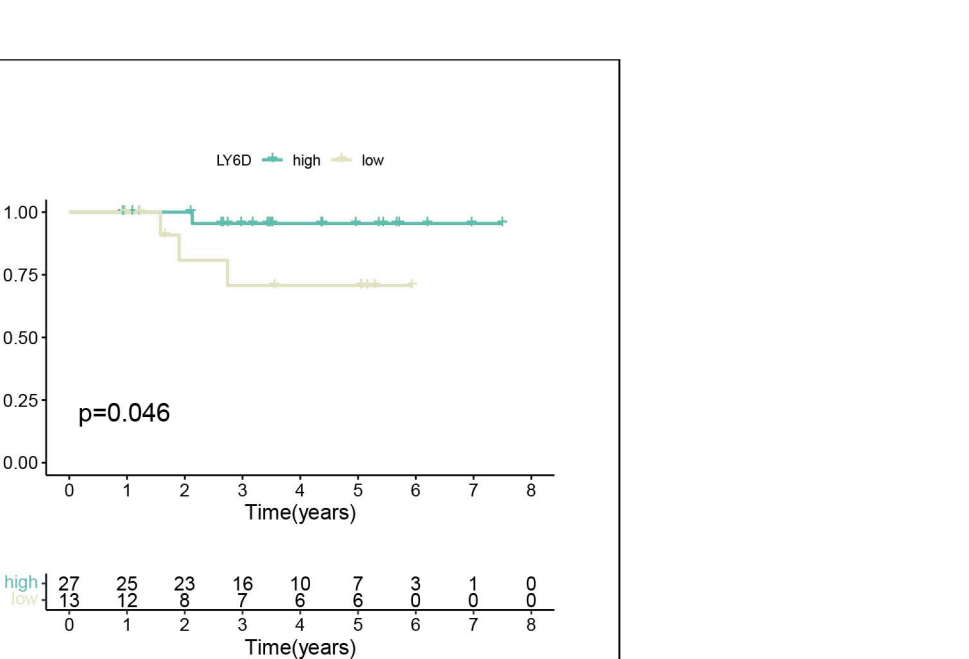 LY6D high low
1.00
0.75
0.50
0.25
p=0.046
0.00
0 1 2 3 4 5 6 7 8
Time(years)
high 27 25 23 16 10 7 3 1 0
low 13 12 8 7 6 6 0 0 0
0 1 2 3 4 5 6 7 8
Time(years)